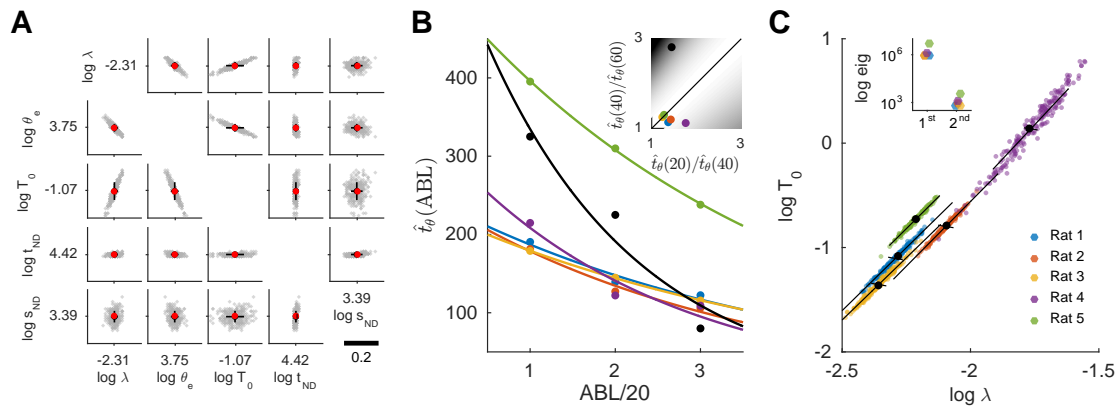 A
log λ
-2.31
log θe
3.75
log T0
-1.07
log tND
4.42
log sND
3.39
-2.31
log λ
3.75
log θe
-1.07
log T0
4.42
log tND
3.39
log sND
0.2
B
t̂θ(ABL)
400
300
200
100
1
2
3
ABL/20
t̂θ(40)/t̂θ(60)
3
1
1
3
t̂θ(20)/t̂θ(40)
C
log T0
1
0
-1
-2
-2.5
-2
-1.5
log λ
log eig
10^6
10^3
1st
2nd
Rat 1
Rat 2
Rat 3
Rat 4
Rat 5